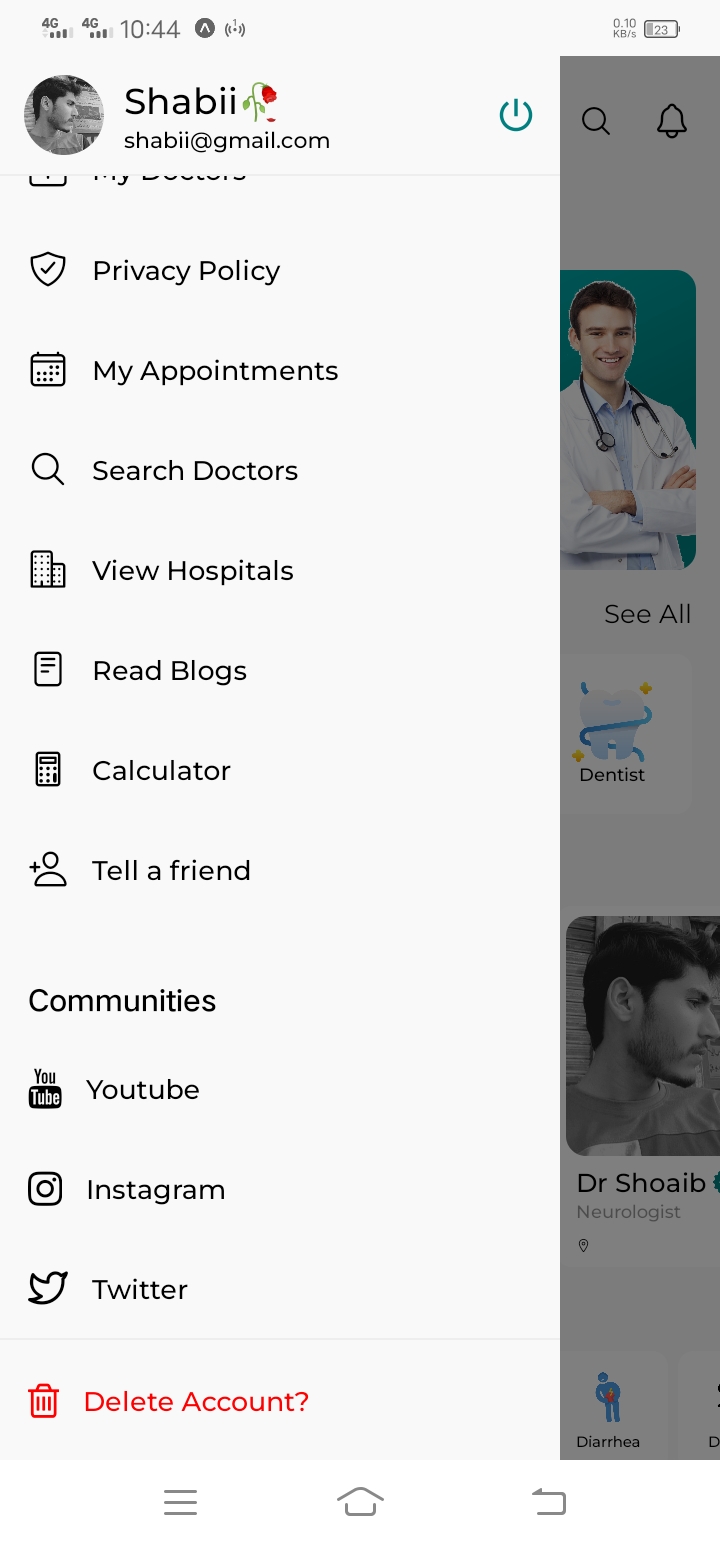 4G 4G 10:44
0.10
KB/s
23
Shabii🥀
shabii@gmail.com
My Doctors
Privacy Policy
My Appointments
Search Doctors
View Hospitals
See All
Read Blogs
Calculator
Dentist
Tell a friend
Communities
You
Tube
Youtube
Instagram
Dr Shoaib
Neurologist
Twitter
Delete Account?
Diarrhea
D